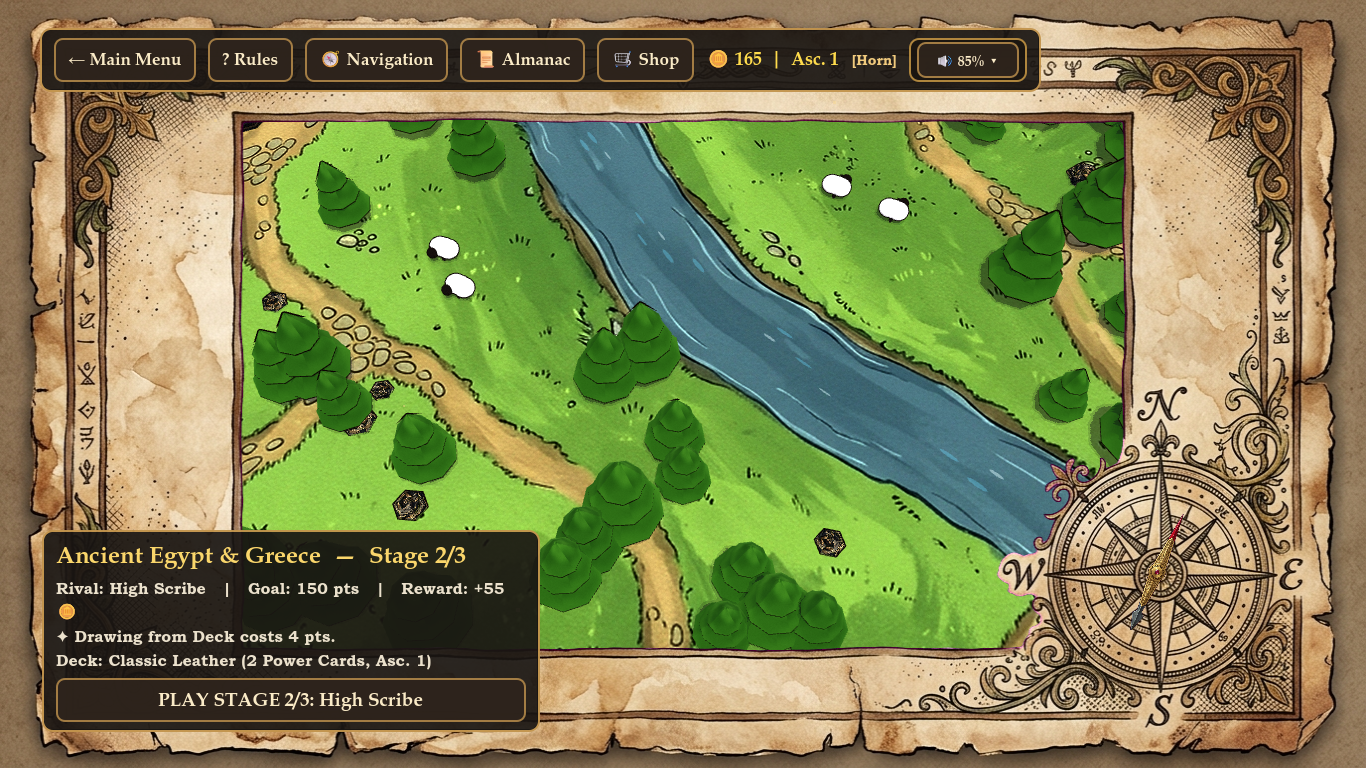 ← Main Menu
? Rules
Navigation
Almanac
Shop
165 | Asc. 1 [Horn]
85% ▾
N
W
E
S
Ancient Egypt & Greece — Stage 2/3
Rival: High Scribe | Goal: 150 pts | Reward: +55
✦ Drawing from Deck costs 4 pts.
Deck: Classic Leather (2 Power Cards, Asc. 1)
PLAY STAGE 2/3: High Scribe